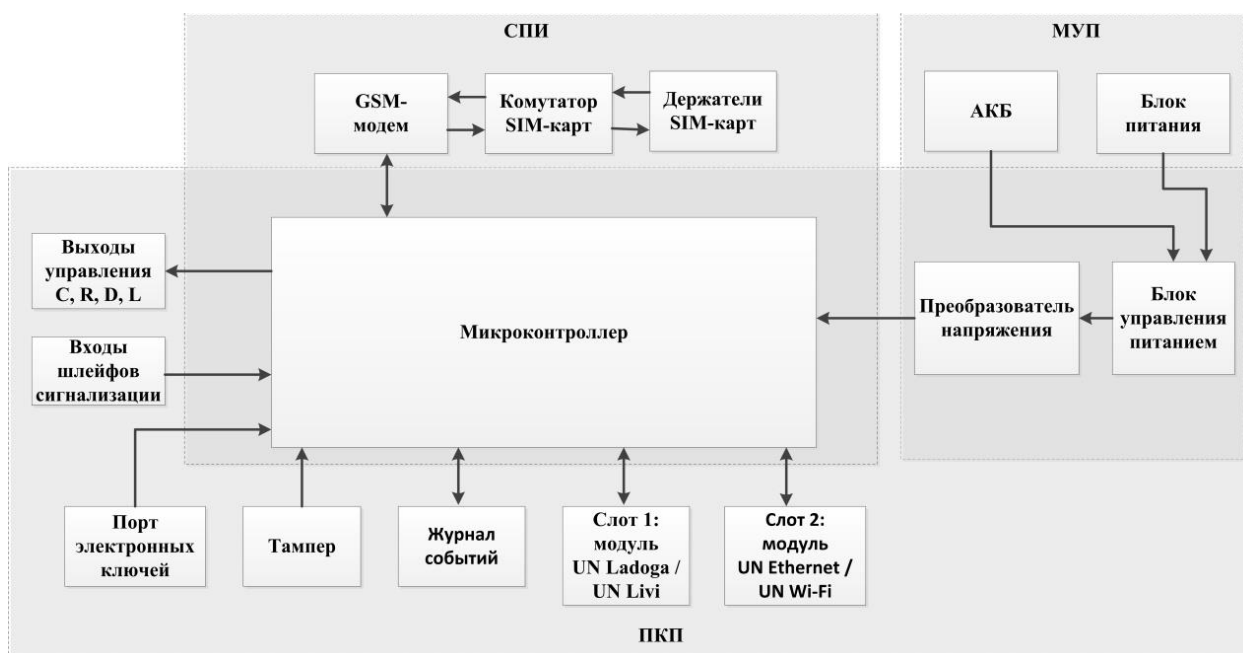 СПИ
МУП
GSM-
модем
Комутатор
SIM-карт
Держатели
SIM-карт
АКБ
Блок
питания
Выходы
управления
C, R, D, L
Микроконтроллер
Преобразователь
напряжения
Блок
управления
питанием
Входы
шлейфов
сигнализации
Порт
электронных
ключей
Тампер
Журнал
событий
Слот 1:
модуль
UN Ladoga /
UN Livi
Слот 2:
модуль
UN Ethernet /
UN Wi-Fi
ПКП